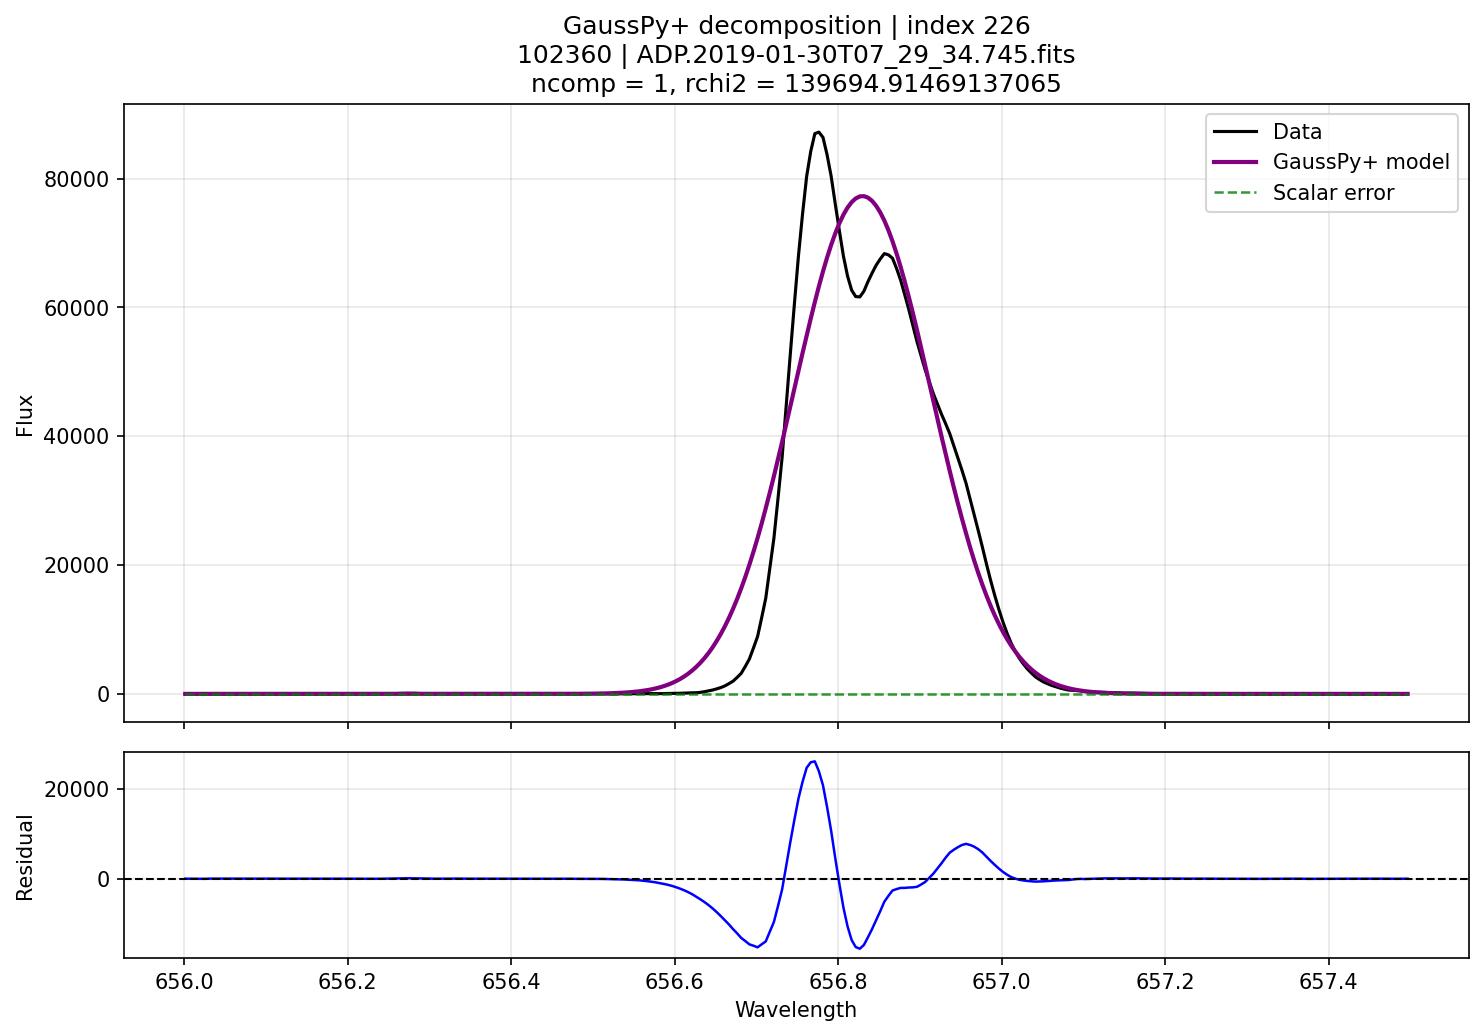 GaussPy+ decomposition | index 226
102360 | ADP.2019-01-30T07_29_34.745.fits
ncomp = 1, rchi2 = 139694.91469137065
Data
GaussPy+ model
Scalar error
80000
60000
40000
20000
0
Flux
20000
0
Residual
656.0
656.2
656.4
656.6
656.8
657.0
657.2
657.4
Wavelength